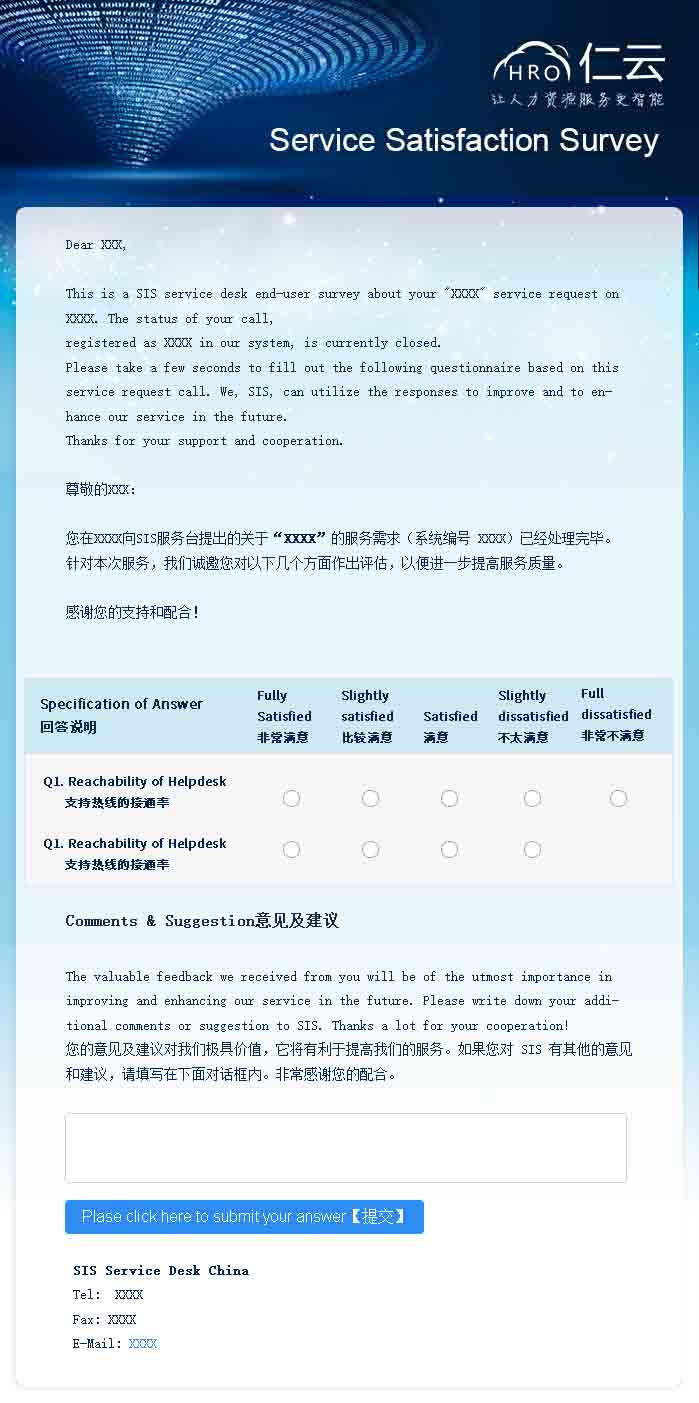 HRO 仁云
让人力资源服务更智能
Service Satisfaction Survey
Dear XXX,
This is a SIS service desk end-user survey about your "XXXX" service request on
XXXX. The status of your call,
registered as XXXX in our system, is currently closed.
Please take a few seconds to fill out the following questionnaire based on this
service request call. We, SIS, can utilize the responses to improve and to en-
hance our service in the future.
Thanks for your support and cooperation.
尊敬的XXX:
您在XXXX向SIS服务台提出的关于“XXXX”的服务需求（系统编号 XXXX）已经处理完毕。
针对本次服务，我们诚邀您对以下几个方面作出评估，以便进一步提高服务质量。
感谢您的支持和配合！
Specification of Answer
回答说明
Fully
Satisfied
非常满意
Slightly
satisfied
比较满意
Satisfied
满意
Slightly
dissatisfied
不太满意
Full
dissatisfied
非常不满意
Q1. Reachability of Helpdesk
支持热线的接通率
Q1. Reachability of Helpdesk
支持热线的接通率
Comments & Suggestion意见及建议
The valuable feedback we received from you will be of the utmost importance in
improving and enhancing our service in the future. Please write down your addi-
tional comments or suggestion to SIS. Thanks a lot for your cooperation!
您的意见及建议对我们极具价值，它将有利于提高我们的服务。如果您对 SIS 有其他的意见
和建议，请填写在下面对话框内。非常感谢您的配合。
Plase click here to submit your answer【提交】
SIS Service Desk China
Tel: XXXX
Fax: XXXX
E-Mail: XXXX